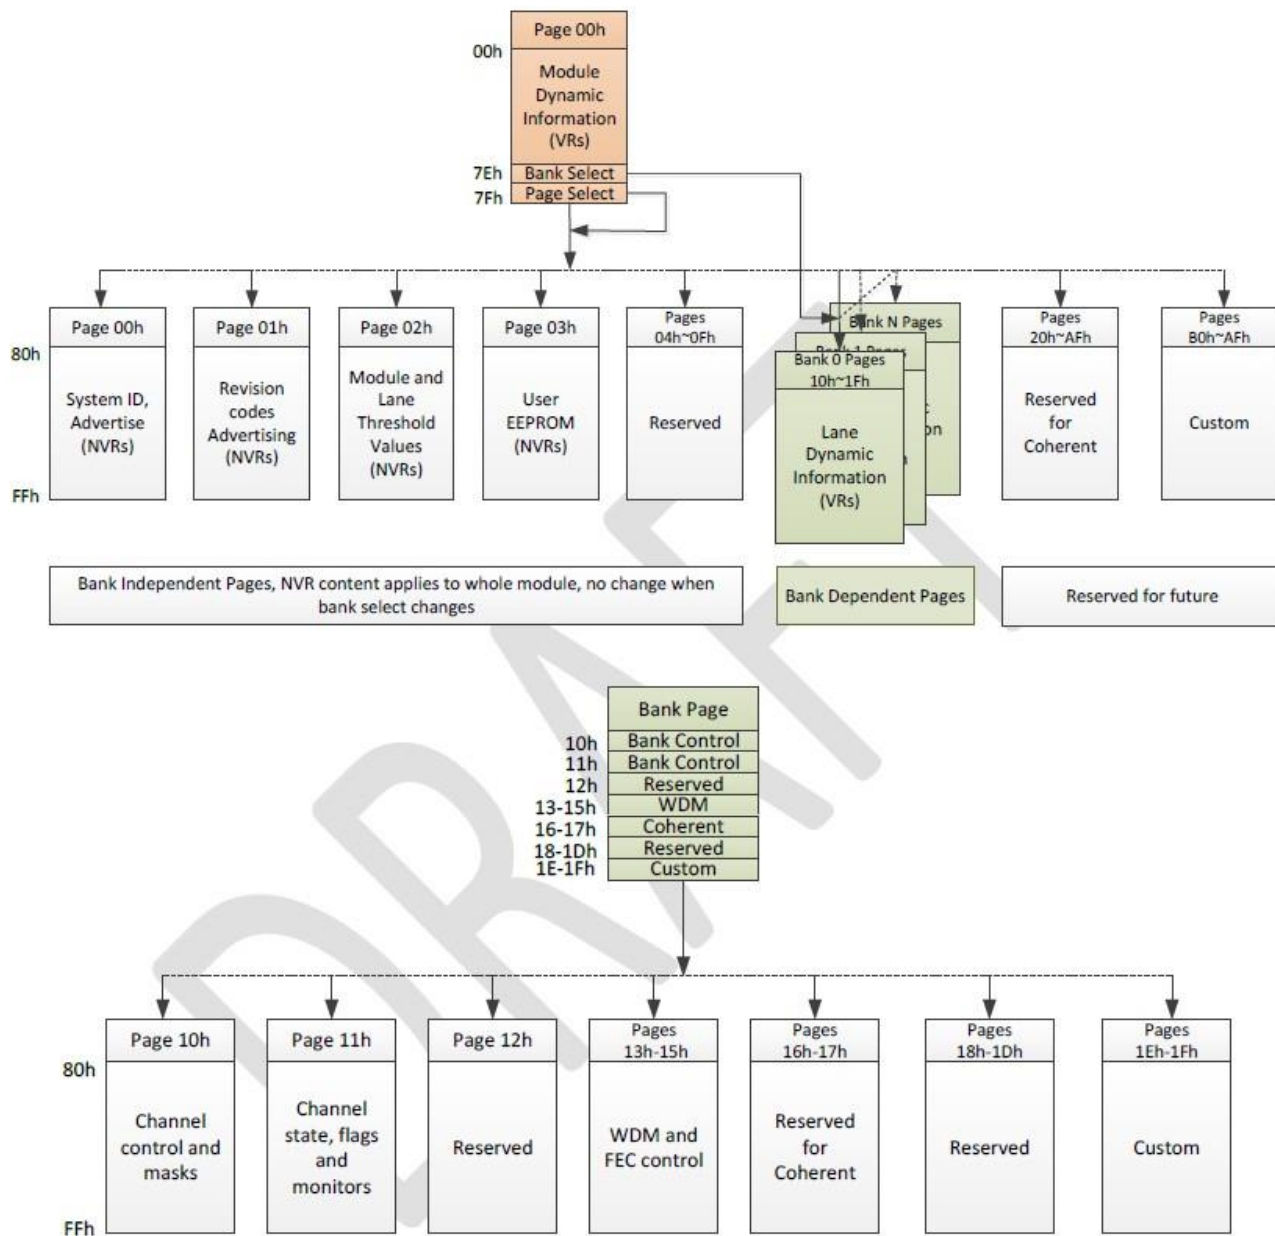 Page 00h
00h
Module
Dynamic
Information
(VRs)
7Eh
Bank Select
7Fh
Page Select
Page 00h
Page 01h
Page 02h
Page 03h
Pages
04h~0Fh
Bank N Pages
Bank 1 Pages
Bank 0 Pages
10h~1Fh
Pages
20h~AFh
Pages
B0h~AFh
80h
System ID,
Advertise
(NVRs)
Revision
codes
Advertising
(NVRs)
Module and
Lane
Threshold
Values
(NVRs)
User
EEPROM
(NVRs)
Reserved
Lane
Dynamic
Information
(VRs)
Reserved
for
Coherent
Custom
FFh
Bank Independent Pages, NVR content applies to whole module, no change when
bank select changes
Bank Dependent Pages
Reserved for future
DRAFT
Bank Page
10h
Bank Control
11h
Bank Control
12h
Reserved
13-15h
WDM
16-17h
Coherent
18-1Dh
Reserved
1E-1Fh
Custom
Page 10h
Page 11h
Page 12h
Pages
13h-15h
Pages
16h-17h
Pages
18h-1Dh
Pages
1Eh-1Fh
80h
Channel
control and
masks
Channel
state, flags
and
monitors
Reserved
WDM and
FEC control
Reserved
for
Coherent
Reserved
Custom
FFh